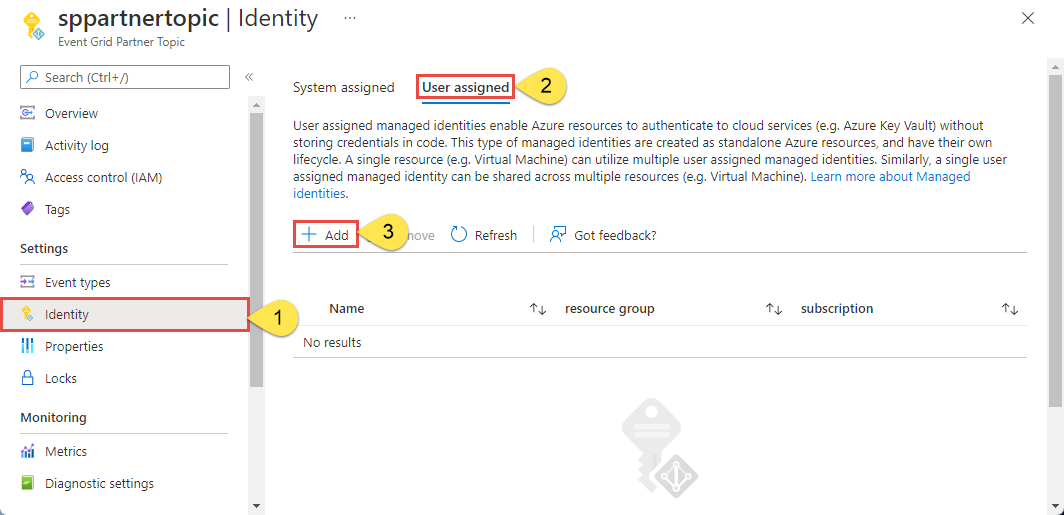 sppartnertopic | Identity ...
Event Grid Partner Topic
Search (Ctrl+/)
«
Overview
Activity log
Access control (IAM)
Tags
Settings
Event types
Identity
1
Properties
Locks
Monitoring
Metrics
Diagnostic settings
System assigned User assigned 2
User assigned managed identities enable Azure resources to authenticate to cloud services (e.g. Azure Key Vault) without
storing credentials in code. This type of managed identities are created as standalone Azure resources, and have their own
lifecycle. A single resource (e.g. Virtual Machine) can utilize multiple user assigned managed identities. Similarly, a single user
assigned managed identity can be shared across multiple resources (e.g. Virtual Machine). Learn more about Managed
identities.
Add 3 Refresh Got feedback?
Name resource group subscription
No results